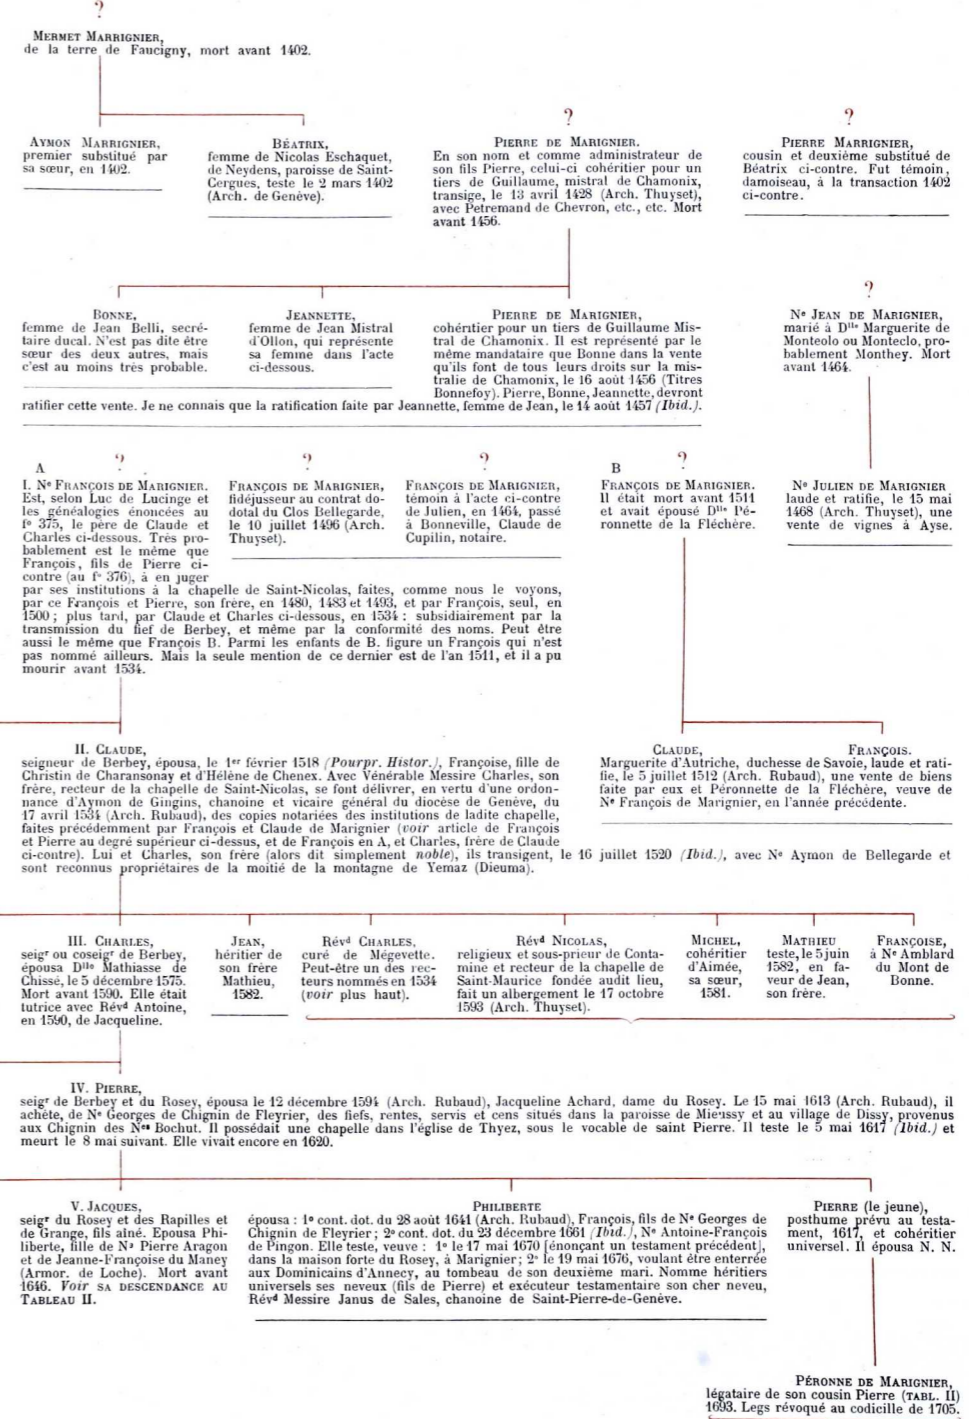 ?
MERMET MARRIGNIER,
de la terre de Faucigny, mort avant 1402.
AYMON MARRIGNIER,
premier substitué par
sa sœur, en 1402.
BÉATRIX,
femme de Nicolas Eschaquet,
de Neydens, paroisse de Saint-
Cergues, teste le 2 mars 1402
(Arch. de Genève).
?
PIERRE DE MARIGNIER.
En son nom et comme administrateur de
son fils Pierre, celui-ci cohéritier pour un
tiers de Guillaume, mistral de Chamonix,
transige, le 13 avril 1428 (Arch. Thuyset),
avec Petremand de Chevron, etc., etc. Mort
avant 1456.
?
PIERRE MARRIGNIER,
cousin et deuxième substitué de
Béatrix ci-contre. Fut témoin,
damoiseau, à la transaction 1402
ci-contre.
BONNE,
femme de Jean Belli, secré-
taire ducal. N'est pas dite être
sœur des deux autres, mais
c'est au moins très probable.
JEANNETTE,
femme de Jean Mistral
d'Ollon, qui représente
sa femme dans l'acte
ci-dessous.
PIERRE DE MARIGNIER,
cohéritier pour un tiers de Guillaume Mis-
tral de Chamonix. Il est représenté par le
même mandataire que Bonne dans la vente
qu'ils font de tous leurs droits sur la mis-
tralie de Chamonix, le 16 août 1456 (Titres
Bonnefoy). Pierre, Bonne, Jeannette, devront
ratifier cette vente. Je ne connais que la ratification faite par Jeannette, femme de Jean, le 14 août 1457 (Ibid.).
?
Nᵉ JEAN DE MARIGNIER,
marié à Dˡˡᵉ Marguerite de
Monteolo ou Monteclo, pro-
bablement Monthey. Mort
avant 1464.
A ?
I. Nᵉ FRANÇOIS DE MARIGNIER.
Est, selon Luc de Lucinge et
les généalogies énoncées au
fº 375, le père de Claude et
Charles ci-dessous. Très pro-
bablement est le même que
François, fils de Pierre ci-
contre (au fº 376), à en juger
par ses institutions à la chapelle de Saint-Nicolas, faites, comme nous le voyons,
par ce François et Pierre, son frère, en 1480, 1483 et 1493, et par François, seul, en
1500 ; plus tard, par Claude et Charles ci-dessous, en 1534 : subsidiairement par la
transmission du fief de Berbey, et même par la conformité des noms. Peut être
aussi le même que François B. Parmi les enfants de B. figure un François qui n'est
pas nommé ailleurs. Mais la seule mention de ce dernier est de l'an 1511, et il a pu
mourir avant 1534.
?
FRANÇOIS DE MARIGNIER,
fidéjusseur au contrat do-
dotal du Clos Bellegarde,
le 10 juillet 1496 (Arch.
Thuyset).
?
FRANÇOIS DE MARIGNIER,
témoin à l'acte ci-contre
de Julien, en 1464, passé
à Bonneville, Claude de
Cupilin, notaire.
B ?
FRANÇOIS DE MARIGNIER.
Il était mort avant 1511
et avait épousé Dˡˡᵉ Pé-
ronnette de la Fléchère.
Nᵉ JULIEN DE MARIGNIER
laude et ratifie, le 15 mai
1468 (Arch. Thuyset), une
vente de vignes à Ayse.
II. CLAUDE,
seigneur de Berbey, épousa, le 1ᵉʳ février 1518 (Pourpr. Histor.), Françoise, fille de
Christin de Charansonay et d'Hélène de Chenex. Avec Vénérable Messire Charles, son
frère, recteur de la chapelle de Saint-Nicolas, se font délivrer, en vertu d'une ordon-
nance d'Aymon de Gingins, chanoine et vicaire général du diocèse de Genève, du
17 avril 1534 (Arch. Rubaud), des copies notariées des institutions de ladite chapelle,
faites précédemment par François et Claude de Marignier (voir article de François
et Pierre au degré supérieur ci-dessus, et de François en A, et Charles, frère de Claude
ci-contre). Lui et Charles, son frère (alors dit simplement noble), ils transigent, le 16 juillet 1520 (Ibid.), avec Nᵉ Aymon de Bellegarde et
sont reconnus propriétaires de la moitié de la montagne de Yemaz (Dieuma).
CLAUDE, FRANÇOIS.
Marguerite d'Autriche, duchesse de Savoie, laude et rati-
fie, le 5 juillet 1512 (Arch. Rubaud), une vente de biens
faite par eux et Péronnette de la Fléchère, veuve de
Nᵉ François de Marignier, en l'année précédente.
III. CHARLES,
seigʳ ou coseigʳ de Berbey,
épousa Dˡˡᵉ Mathiasse de
Chissé, le 5 décembre 1575.
Mort avant 1590. Elle était
tutrice avec Révᵈ Antoine,
en 1590, de Jacqueline.
JEAN,
héritier de
son frère
Mathieu,
1582.
Révᵈ CHARLES,
curé de Mégevette.
Peut-être un des rec-
teurs nommés en 1534
(voir plus haut).
Révᵈ NICOLAS,
religieux et sous-prieur de Conta-
mine et recteur de la chapelle de
Saint-Maurice fondée audit lieu,
fait un albergement le 17 octobre
1593 (Arch. Thuyset).
MICHEL,
cohéritier
d'Aimée,
sa sœur,
1581.
MATHIEU
teste, le 5 juin
1582, en fa-
veur de Jean,
son frère.
FRANÇOISE,
à Nᵉ Amblard
du Mont de
Bonne.
IV. PIERRE,
seigʳ de Berbey et du Rosey, épousa le 12 décembre 1594 (Arch. Rubaud), Jacqueline Achard, dame du Rosey. Le 15 mai 1613 (Arch. Rubaud), il
achète, de Nᵉ Georges de Chignin de Fleyrier, des fiefs, rentes, servis et cens situés dans la paroisse de Mieussy et au village de Dissy, provenus
aux Chignin des Nᵉˢ Bochut. Il possédait une chapelle dans l'église de Thyez, sous le vocable de saint Pierre. Il teste le 5 mai 1617 (Ibid.) et
meurt le 8 mai suivant. Elle vivait encore en 1620.
V. JACQUES,
seigʳ du Rosey et des Rapilles et
de Grange, fils aîné. Epousa Phi-
liberte, fille de Nᵉ Pierre Aragon
et de Jeanne-Françoise du Maney
(Armor. de Loche). Mort avant
1646. Voir SA DESCENDANCE AU
TABLEAU II.
PHILIBERTE
épousa : 1º cont. dot. du 28 août 1641 (Arch. Rubaud), François, fils de Nᵉ Georges de
Chignin de Fleyrier ; 2º cont. dot. du 23 décembre 1661 (Ibid.), Nᵉ Antoine-François
de Pingon. Elle teste, veuve : 1º le 17 mai 1670 [énonçant un testament précédent],
dans la maison forte du Rosey, à Marignier ; 2º le 19 mai 1676, voulant être enterrée
aux Dominicains d'Annecy, au tombeau de son deuxième mari. Nomme héritiers
universels ses neveux (fils de Pierre) et exécuteur testamentaire son cher neveu,
Révᵈ Messire Janus de Sales, chanoine de Saint-Pierre-de-Genève.
PIERRE (le jeune),
posthume prévu au testa-
ment, 1617, et cohéritier
universel. Il épousa N. N.
PÉRONNE DE MARIGNIER,
légataire de son cousin Pierre (TABL. II)
1693. Legs révoqué au codicille de 1705.